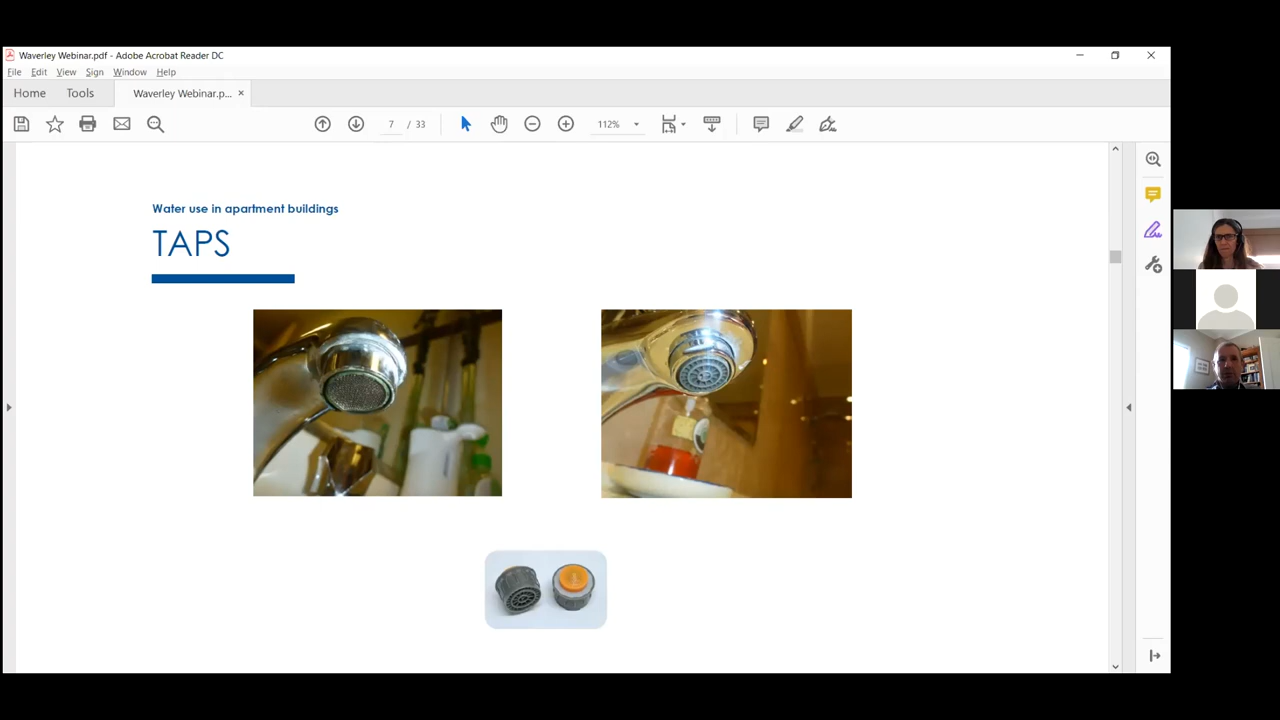 Waverley Webinar.pdf - Adobe Acrobat Reader DC
File Edit View Sign Window Help
Home Tools Waverley Webinar.p... ×
7 / 33 112%
Water use in apartment buildings
TAPS